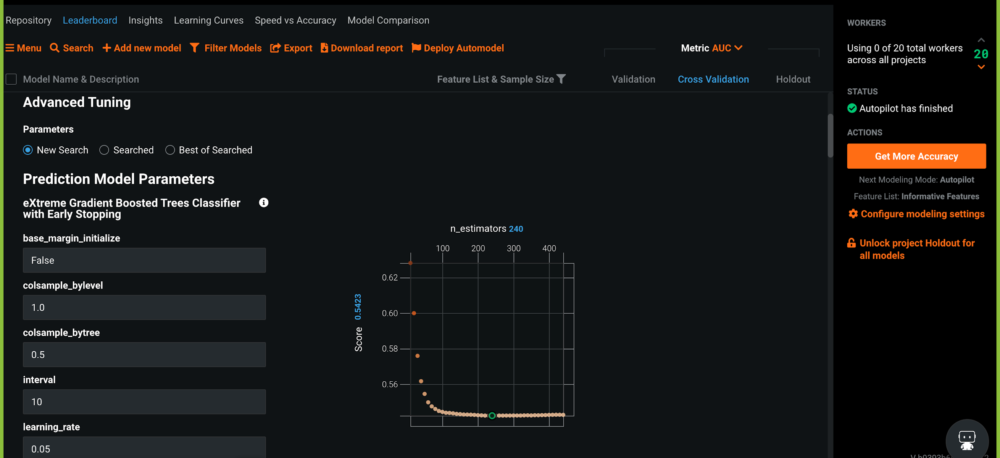 Repository Leaderboard Insights Learning Curves Speed vs Accuracy Model Comparison
Menu Search Add new model Filter Models Export Download report Deploy Automodel Metric AUC
Model Name & Description Feature List & Sample Size Validation Cross Validation Holdout
Advanced Tuning
Parameters
New Search Searched Best of Searched
Prediction Model Parameters
eXtreme Gradient Boosted Trees Classifier
with Early Stopping
base_margin_initialize
False
colsample_bylevel
1.0
colsample_bytree
0.5
interval
10
learning_rate
0.05
n_estimators 240
100 200 300 400
0.62
0.60
0.58
0.56
Score 0.5423
WORKERS
Using 0 of 20 total workers
across all projects
20
STATUS
Autopilot has finished
ACTIONS
Get More Accuracy
Next Modeling Mode: Autopilot
Feature List: Informative Features
Configure modeling settings
Unlock project Holdout for
all models